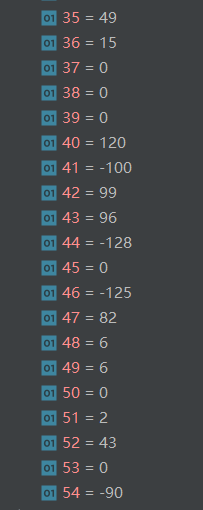 01 35 = 49
01 36 = 15
01 37 = 0
01 38 = 0
01 39 = 0
01 40 = 120
01 41 = -100
01 42 = 99
01 43 = 96
01 44 = -128
01 45 = 0
01 46 = -125
01 47 = 82
01 48 = 6
01 49 = 6
01 50 = 0
01 51 = 2
01 52 = 43
01 53 = 0
01 54 = -90